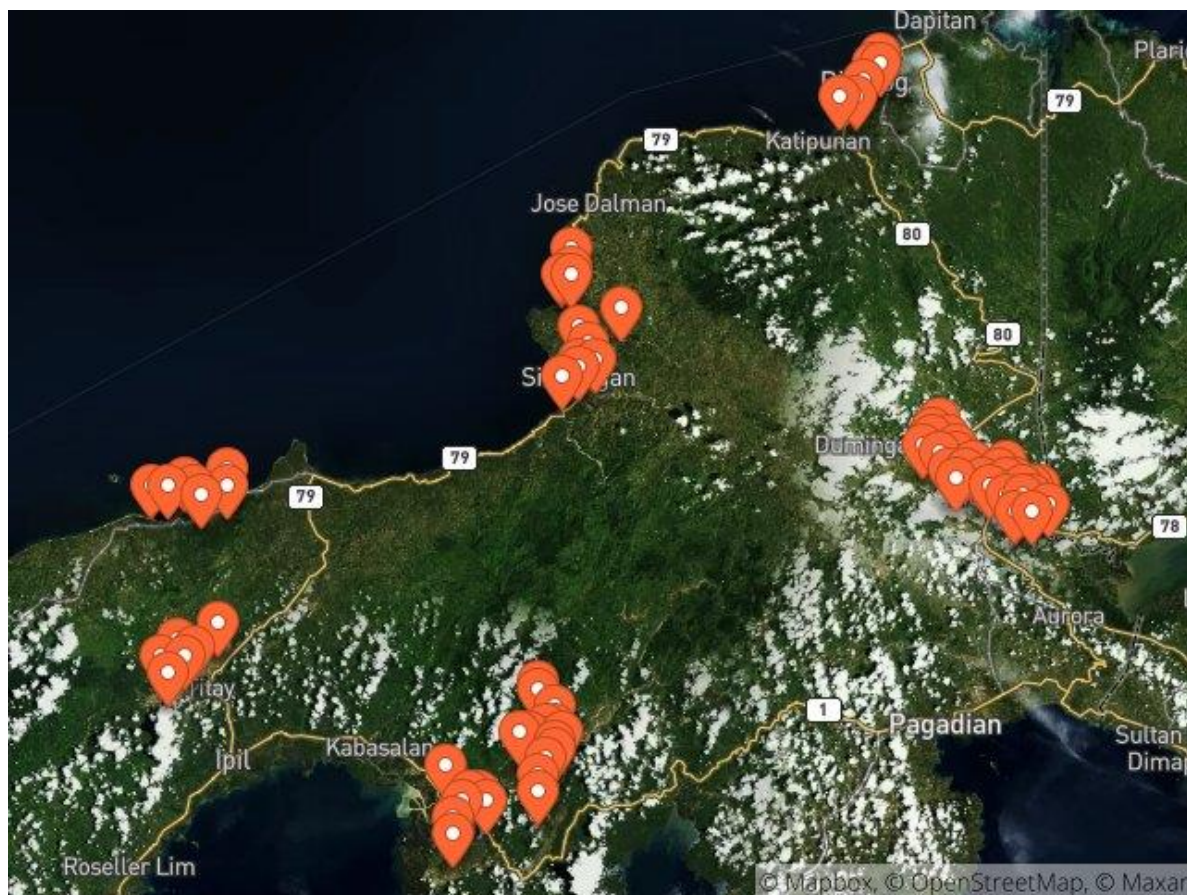 Dapitan
Plari
79
79
Katipunan
Jose Dalman
80
80
79
79
78
Aurora
1
Pagadian
Kabasalan
Ipil
Sultan
Dimap
Roseller Lim
© Mapbox, © OpenStreetMap, © Maxar